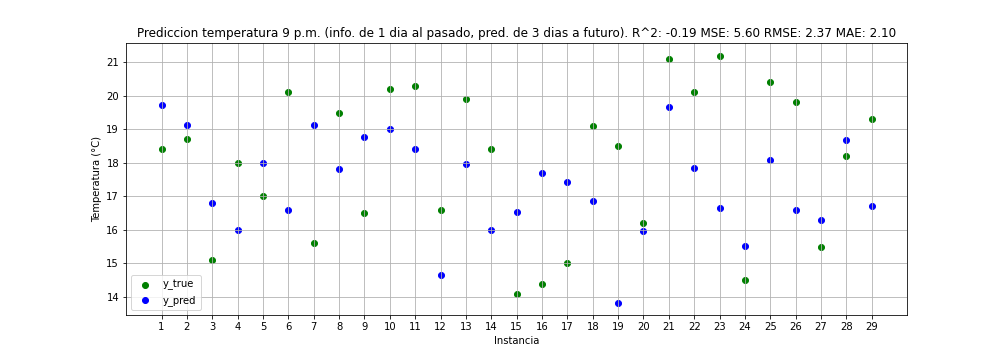 Prediccion temperatura 9 p.m. (info. de 1 dia al pasado, pred. de 3 dias a futuro). R^2: -0.19 MSE: 5.60 RMSE: 2.37 MAE: 2.10
21
20
19
18
17
16
15
14
Temperatura (°C)
y_true
y_pred
1 2 3 4 5 6 7 8 9 10 11 12 13 14 15 16 17 18 19 20 21 22 23 24 25 26 27 28 29
Instancia